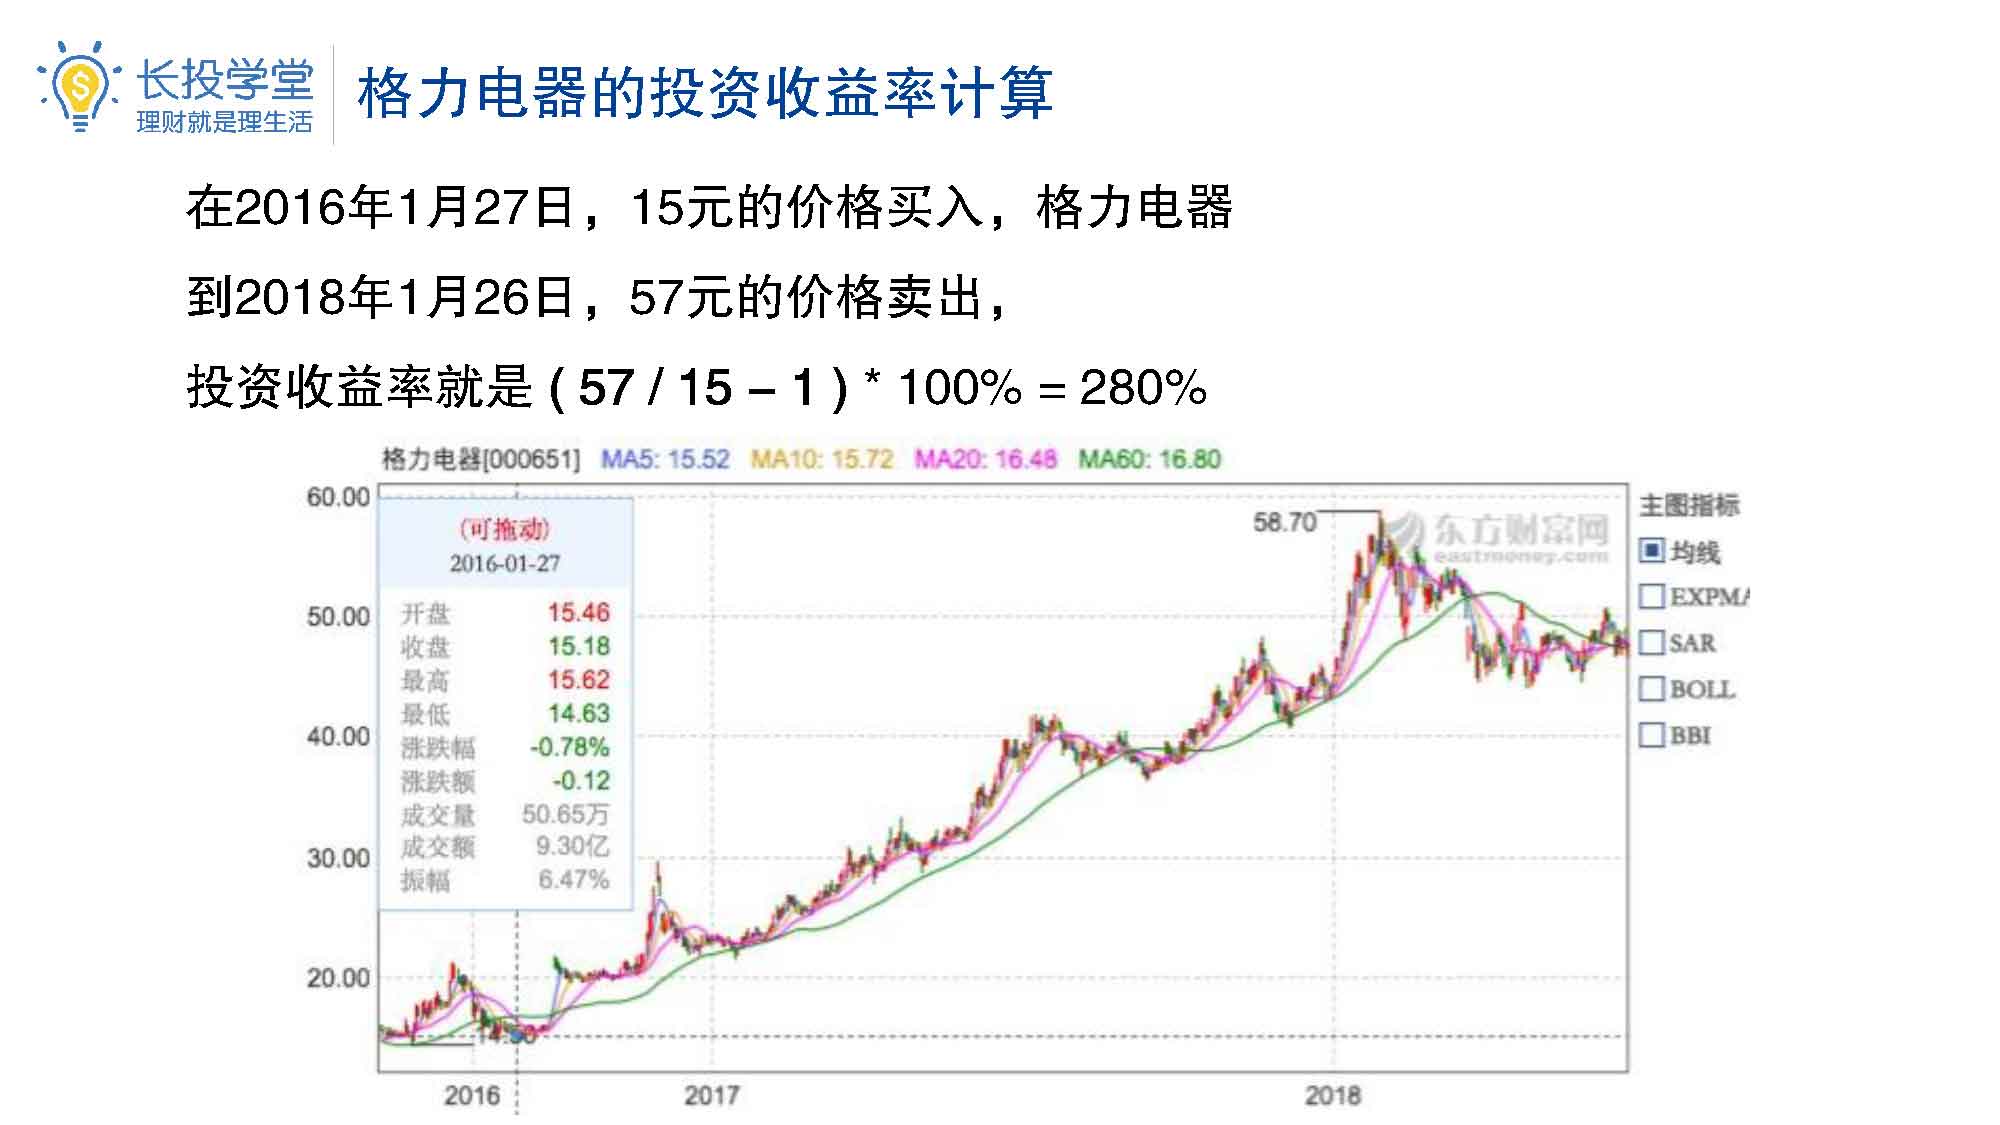 长投学堂
理财就是理生活
格力电器的投资收益率计算
在2016年1月27日，15元的价格买入，格力电器
到2018年1月26日，57元的价格卖出，
投资收益率就是 ( 57 / 15 – 1 ) * 100% = 280%
格力电器[000651] MA5: 15.52 MA10: 15.72 MA20: 16.48 MA60: 16.80
60.00
50.00
40.00
30.00
20.00
(可拖动)
2016-01-27
开盘 15.46
收盘 15.18
最高 15.62
最低 14.63
涨跌幅 -0.78%
涨跌额 -0.12
成交量 50.65万
成交额 9.30亿
振幅 6.47%
58.70
东方财富网
eastmoney.com
主图指标
均线
EXPMA
SAR
BOLL
BBI
2016 2017 2018